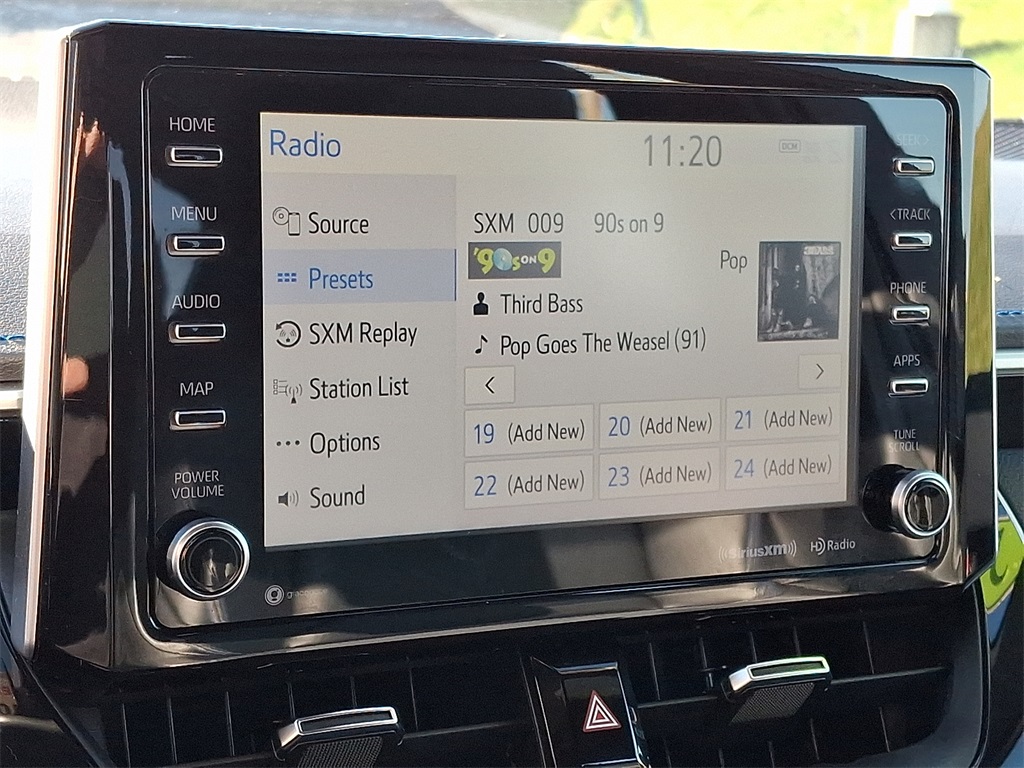 HOME
MENU
AUDIO
MAP
POWER
VOLUME
Radio
11:20
DCM
Source
Presets
SXM Replay
Station List
Options
Sound
SXM 009 90s on 9
'90s ON 9
Pop
Third Bass
Pop Goes The Weasel (91)
<
>
19 (Add New)
20 (Add New)
21 (Add New)
22 (Add New)
23 (Add New)
24 (Add New)
<TRACK
PHONE
APPS
TUNE
SCROLL
((SiriusXM))
HD Radio